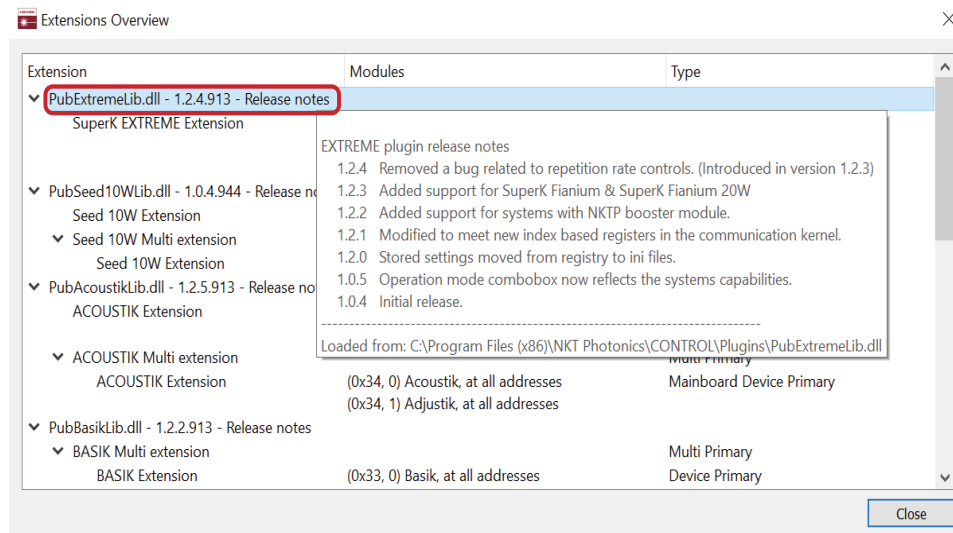 Extensions Overview
Extension Modules Type
PubExtremeLib.dll - 1.2.4.913 - Release notes
SuperK EXTREME Extension
EXTREME plugin release notes
1.2.4 Removed a bug related to repetition rate controls. (Introduced in version 1.2.3)
1.2.3 Added support for SuperK Fianium & SuperK Fianium 20W
1.2.2 Added support for systems with NKTP booster module.
1.2.1 Modified to meet new index based registers in the communication kernel.
1.2.0 Stored settings moved from registry to ini files.
1.0.5 Operation mode combobox now reflects the systems capabilities.
1.0.4 Initial release.
--------------------------------------------------------------------------------
Loaded from: C:\Program Files (x86)\NKT Photonics\CONTROL\Plugins\PubExtremeLib.dll
PubSeed10WLib.dll - 1.0.4.944 - Release no
Seed 10W Extension
Seed 10W Multi extension
Seed 10W Extension
PubAcoustikLib.dll - 1.2.5.913 - Release no
ACOUSTIK Extension
ACOUSTIK Multi extension Multi Primary
ACOUSTIK Extension (0x34, 0) Acoustik, at all addresses Mainboard Device Primary
(0x34, 1) Adjustik, at all addresses
PubBasikLib.dll - 1.2.2.913 - Release notes
BASIK Multi extension Multi Primary
BASIK Extension (0x33, 0) Basik, at all addresses Device Primary
Close